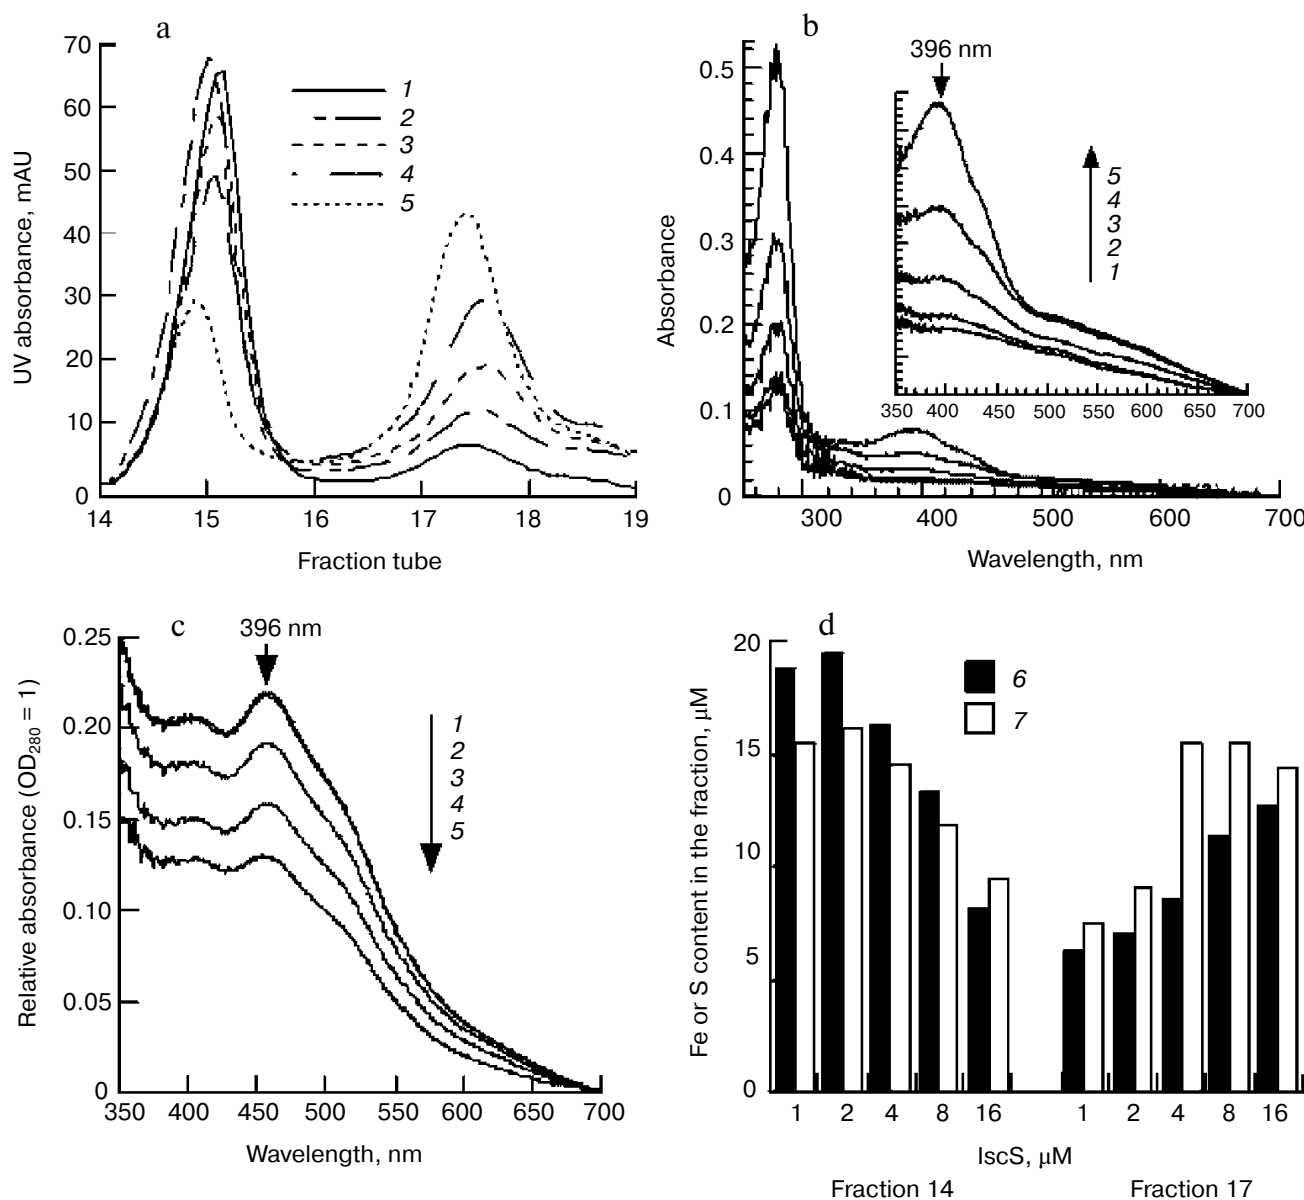 a
70
60
50
40
30
20
10
0
14 15 16 17 18 19
UV absorbance, mAU
Fraction tube
1
2
3
4
5
b
0.5
0.4
0.3
0.2
0.1
0
300 400 500 600 700
Absorbance
Wavelength, nm
396 nm
5
4
3
2
1
350 400 450 500 550 600 650 700
c
396 nm
0.25
0.20
0.15
0.10
0.05
0
350 400 450 500 550 600 650 700
Relative absorbance (OD280 = 1)
Wavelength, nm
1
2
3
4
5
d
20
15
10
5
0
Fe or S content in the fraction, μM
6
7
1 2 4 8 16 1 2 4 8 16
IscS, μM
Fraction 14 Fraction 17